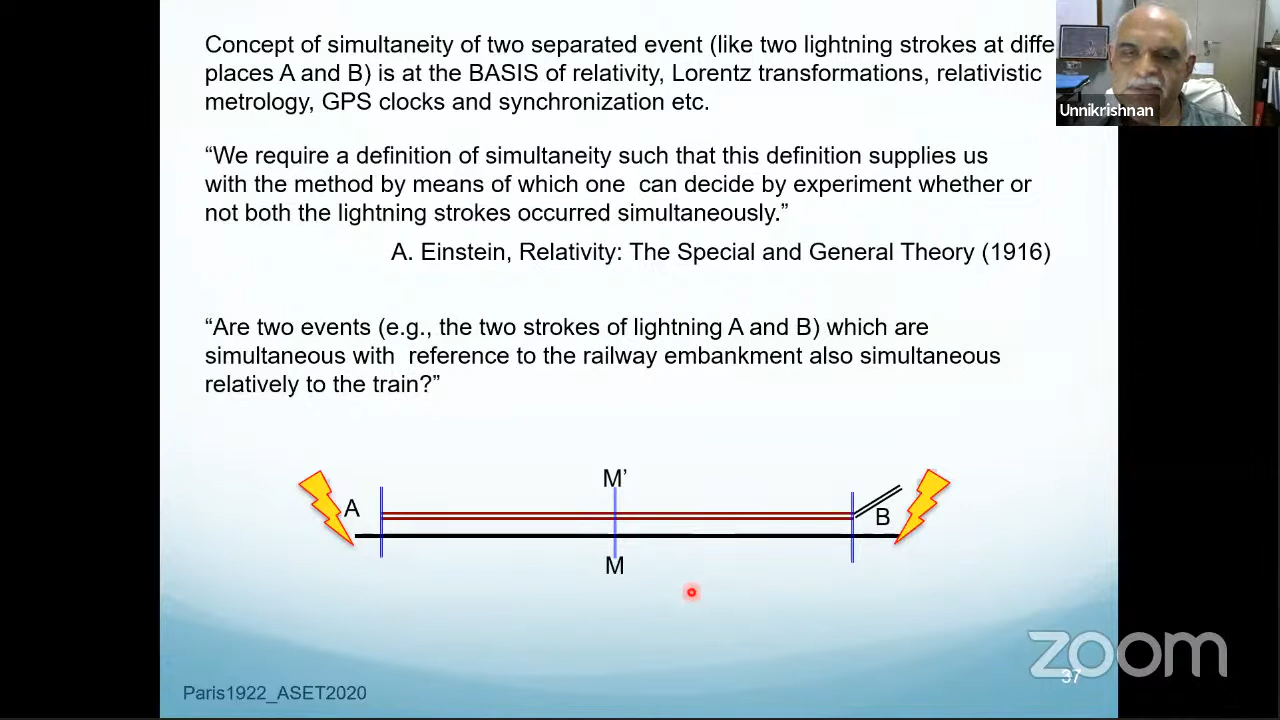 Concept of simultaneity of two separated event (like two lightning strokes at diffe
places A and B) is at the BASIS of relativity, Lorentz transformations, relativistic
metrology, GPS clocks and synchronization etc.
Unnikrishnan
“We require a definition of simultaneity such that this definition supplies us
with the method by means of which one can decide by experiment whether or
not both the lightning strokes occurred simultaneously.”
A. Einstein, Relativity: The Special and General Theory (1916)
“Are two events (e.g., the two strokes of lightning A and B) which are
simultaneous with reference to the railway embankment also simultaneous
relatively to the train?”
M’
A
B
M
zoom
37
Paris1922_ASET2020